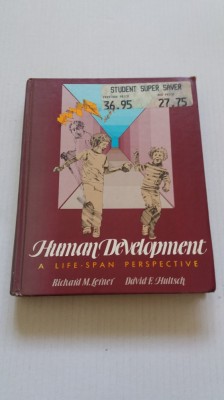 STUDENT SUPER SAVER
36.95 27.75
Human Development
A LIFE-SPAN PERSPECTIVE
Richard M. Lerner David F. Hultsch